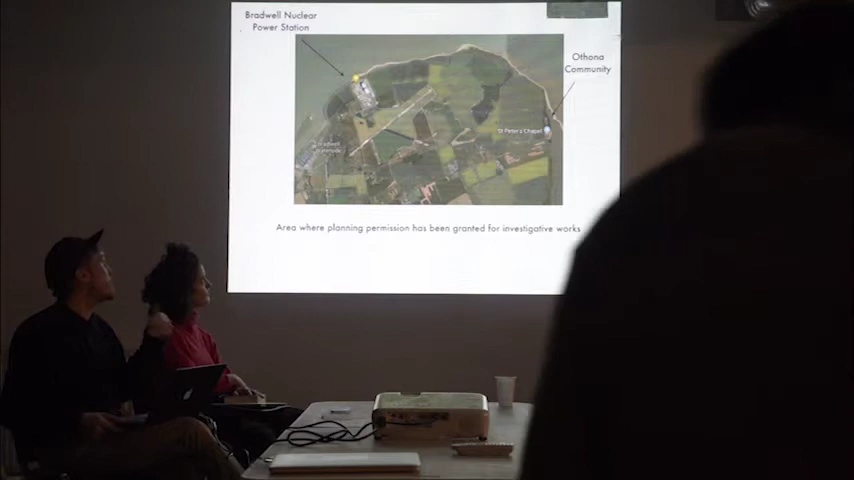 Bradwell Nuclear
Power Station
Othona
Community
St Peter's Chapel
Bradwell
Area where planning permission has been granted for investigative works